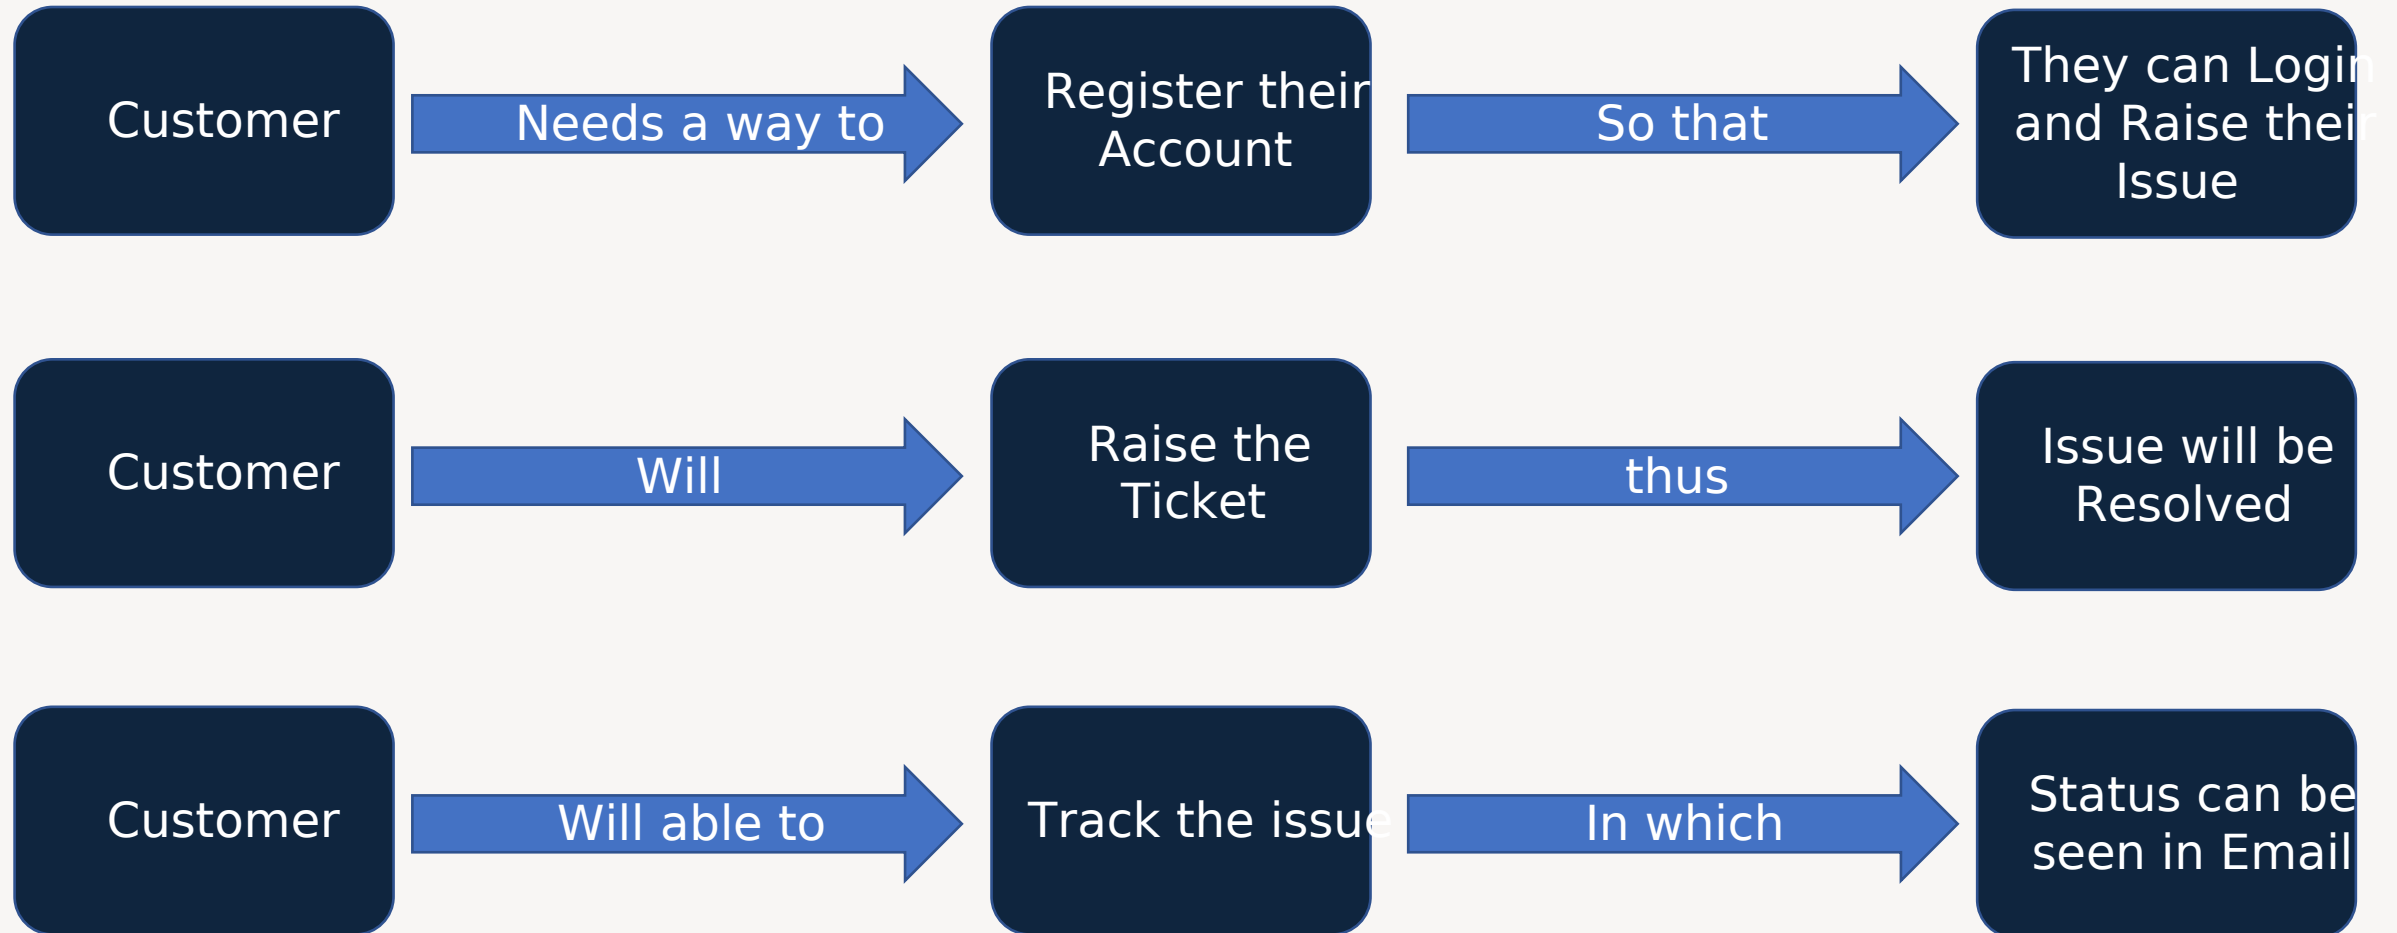 Customer
Needs a way to
Register their
Account
So that
They can Login
and Raise their
Issue
Customer
Will
Raise the
Ticket
thus
Issue will be
Resolved
Customer
Will able to
Track the issue
In which
Status can be
seen in Email